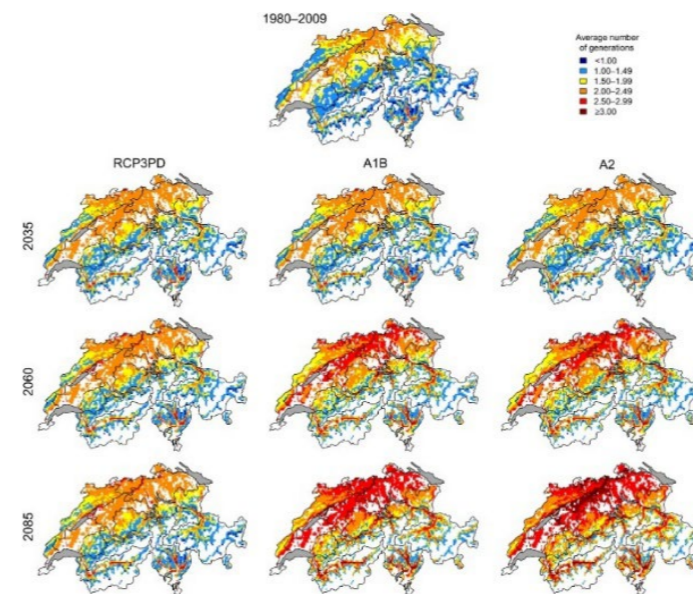 1980–2009
Average number
of generations
<1.00
1.00–1.49
1.50–1.99
2.00–2.49
2.50–2.99
≥3.00
RCP3PD
A1B
A2
2035
2060
2085